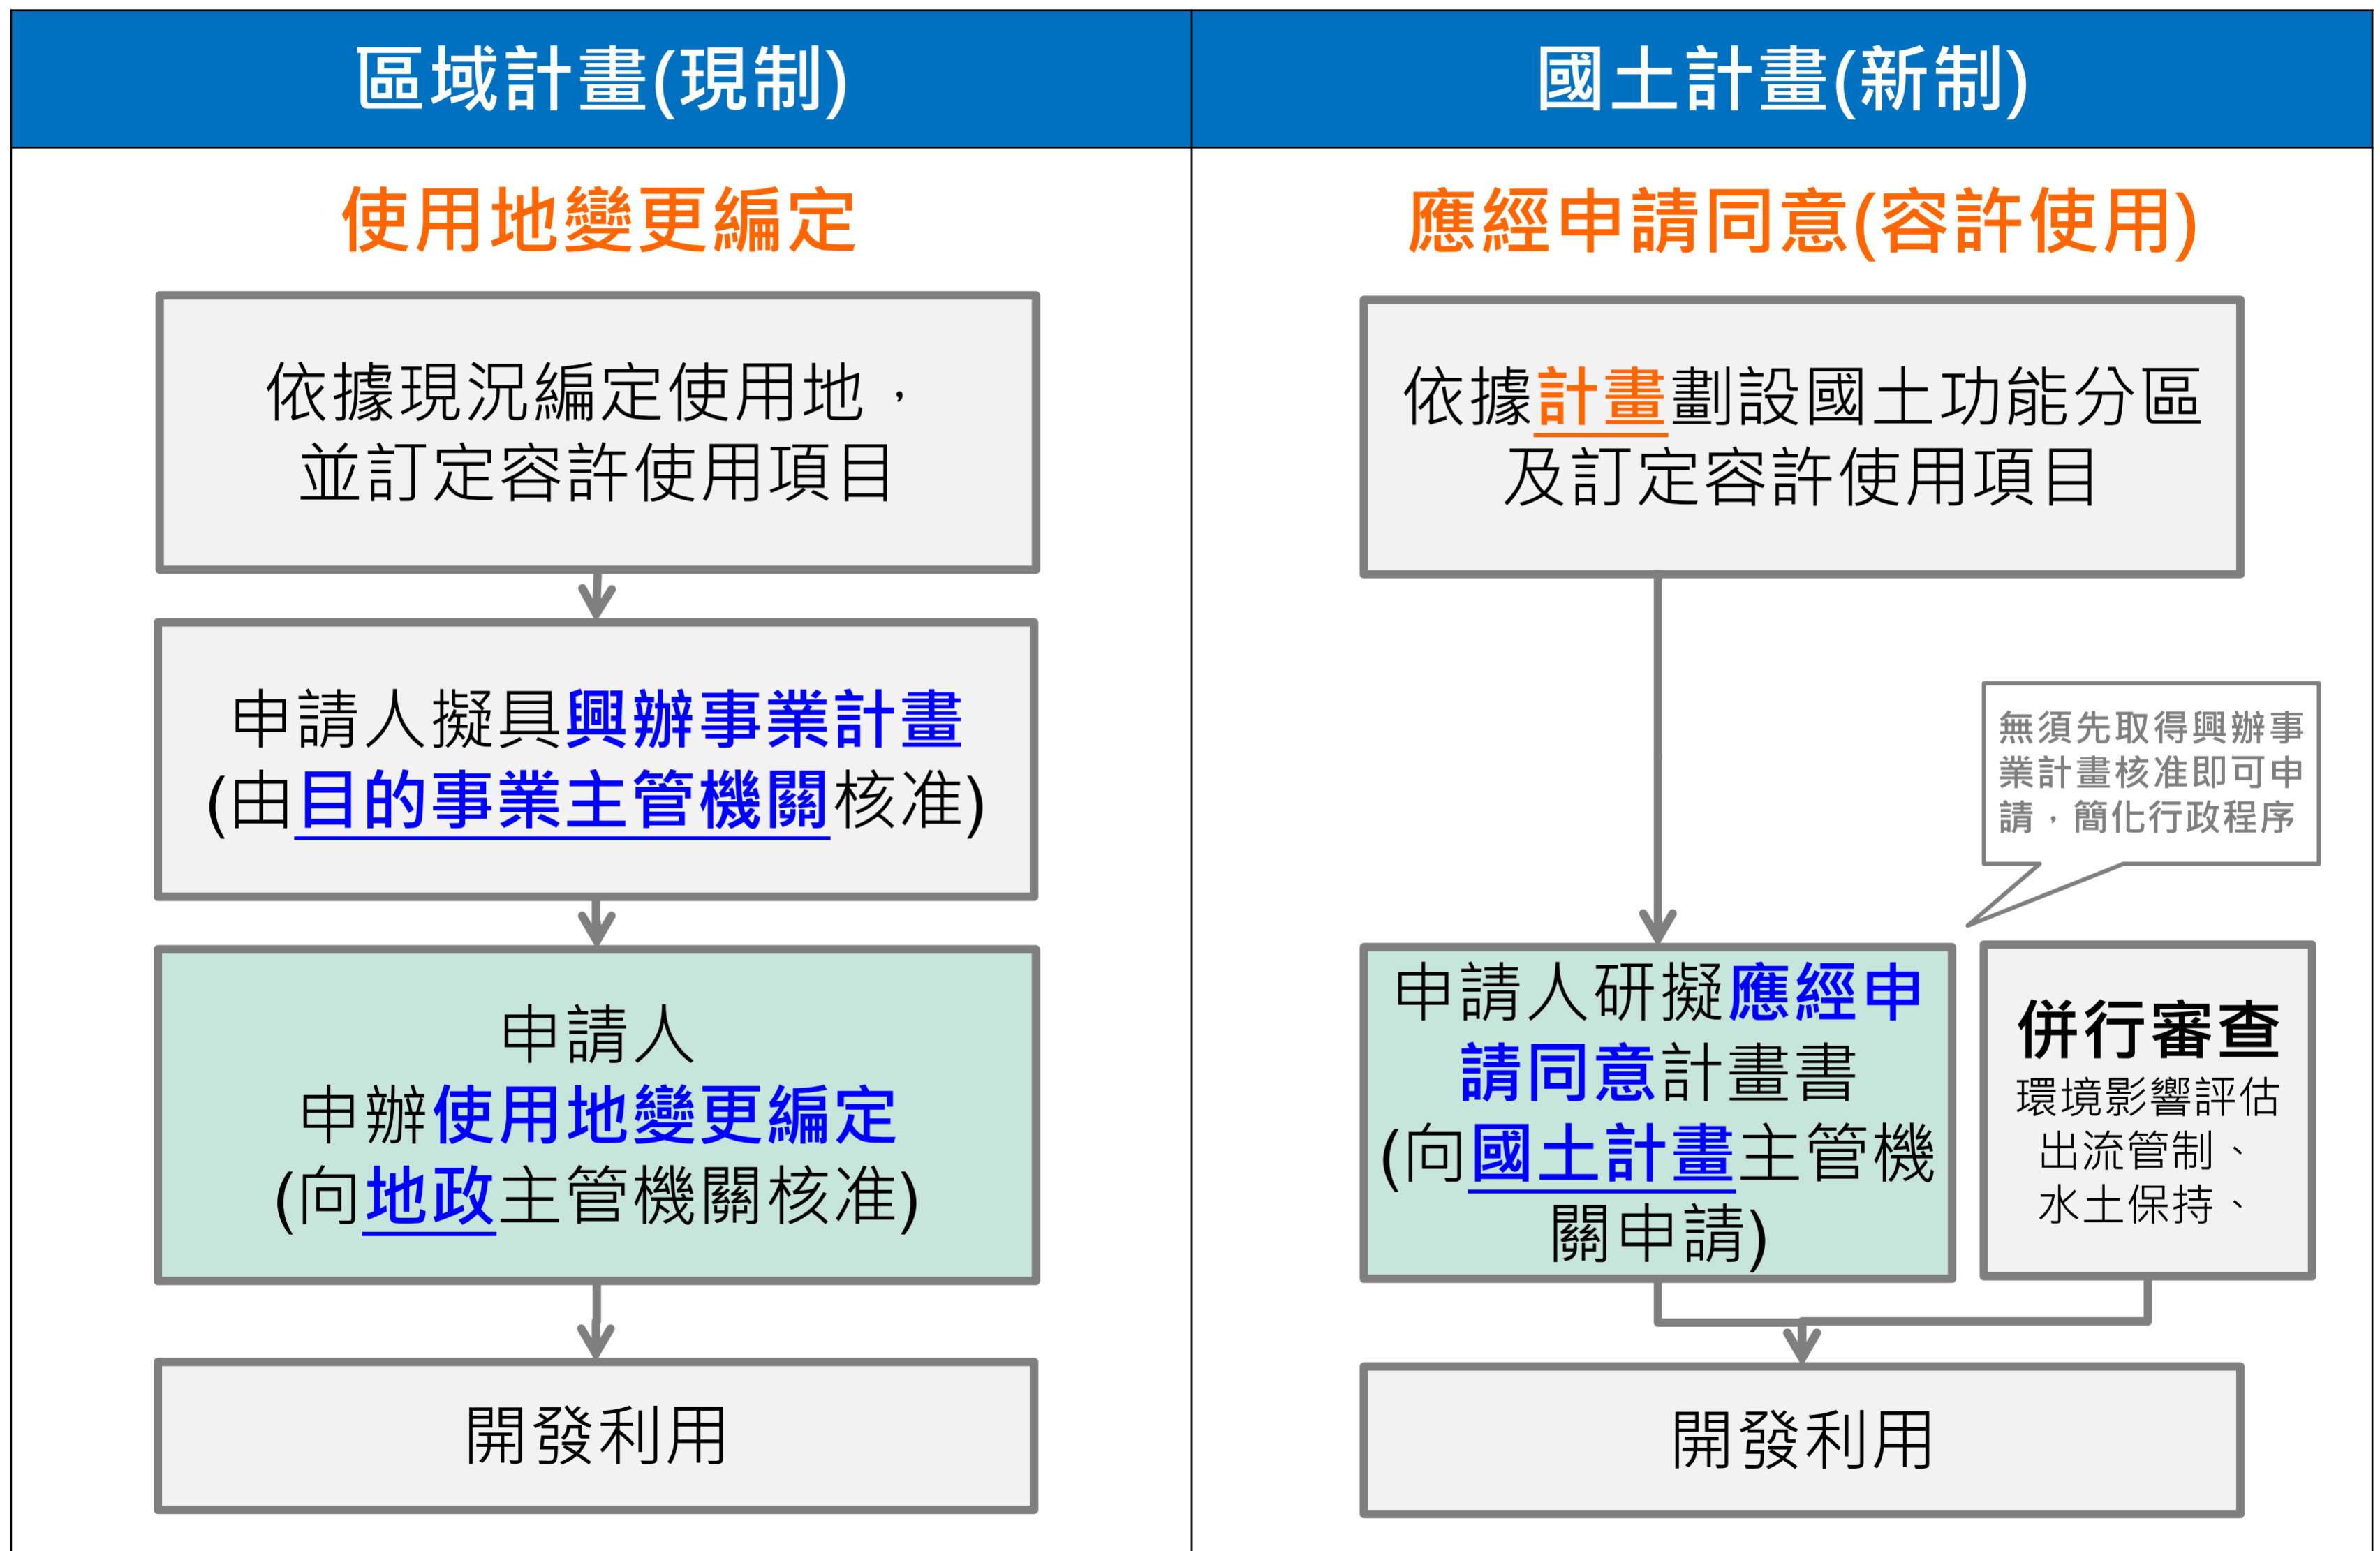 區域計畫(現制)
使用地變更編定
依據現況編定使用地，
並訂定容許使用項目
申請人擬具興辦事業計畫
(由目的事業主管機關核准)
申請人
申辦使用地變更編定
(向地政主管機關核准)
開發利用
國土計畫(新制)
應經申請同意(容許使用)
依據計畫劃設國土功能分區
及訂定容許使用項目
無須先取得興辦事
業計畫核准即可申
請，簡化行政程序
申請人研擬應經申
請同意計畫書
(向國土計畫主管機
關申請)
併行審查
環境影響評估
出流管制、
水土保持、
開發利用